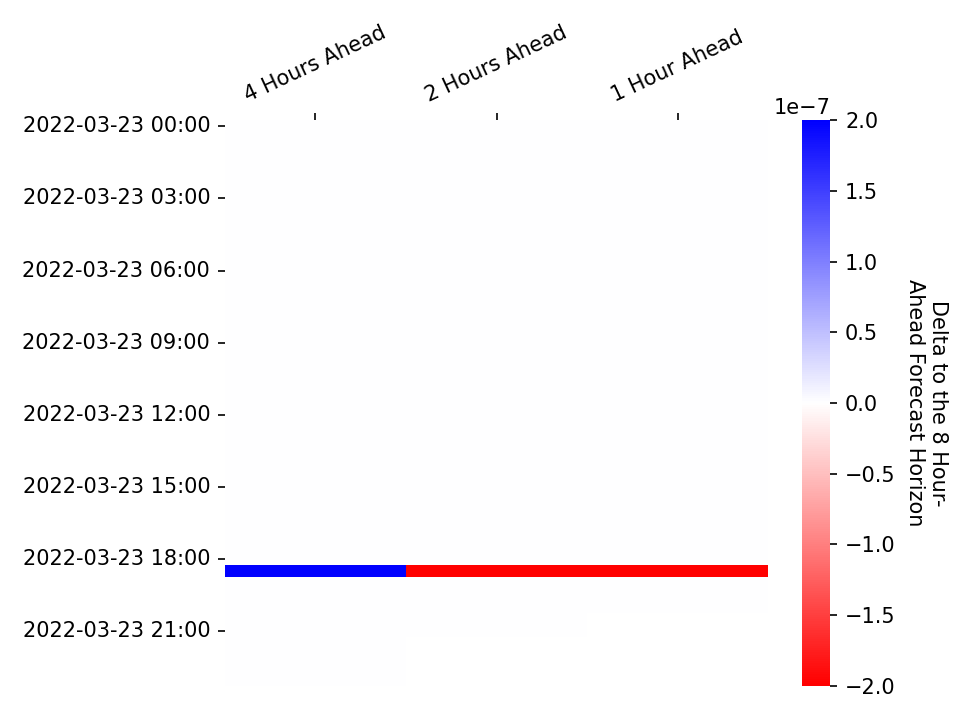 4 Hours Ahead
2 Hours Ahead
1 Hour Ahead
2022-03-23 00:00
2022-03-23 03:00
2022-03-23 06:00
2022-03-23 09:00
2022-03-23 12:00
2022-03-23 15:00
2022-03-23 18:00
2022-03-23 21:00
1e−7
2.0
1.5
1.0
0.5
0.0
−0.5
−1.0
−1.5
−2.0
Delta to the 8 Hour-
Ahead Forecast Horizon